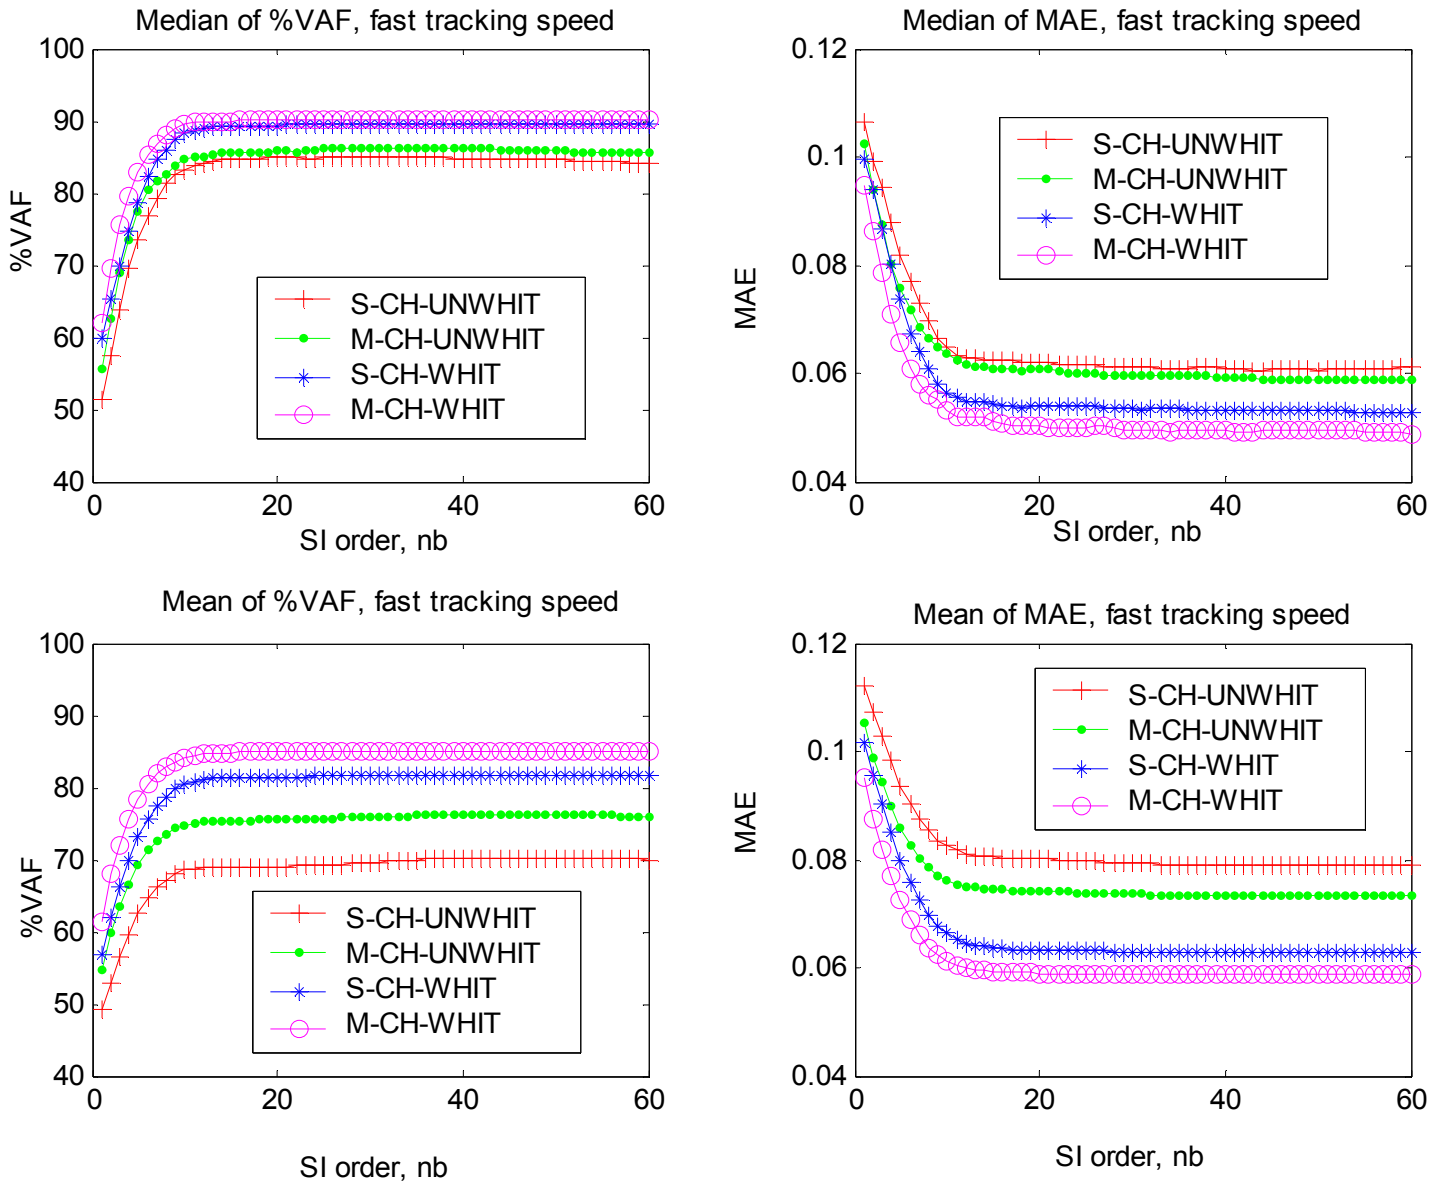 Median of %VAF, fast tracking speed
100
90
80
70
60
50
40
%VAF
S-CH-UNWHIT
M-CH-UNWHIT
S-CH-WHIT
M-CH-WHIT
0 20 40 60
SI order, nb
Median of MAE, fast tracking speed
0.12
0.1
0.08
0.06
0.04
MAE
S-CH-UNWHIT
M-CH-UNWHIT
S-CH-WHIT
M-CH-WHIT
0 20 40 60
SI order, nb
Mean of %VAF, fast tracking speed
100
90
80
70
60
50
40
%VAF
S-CH-UNWHIT
M-CH-UNWHIT
S-CH-WHIT
M-CH-WHIT
0 20 40 60
SI order, nb
Mean of MAE, fast tracking speed
0.12
0.1
0.08
0.06
0.04
MAE
S-CH-UNWHIT
M-CH-UNWHIT
S-CH-WHIT
M-CH-WHIT
0 20 40 60
SI order, nb